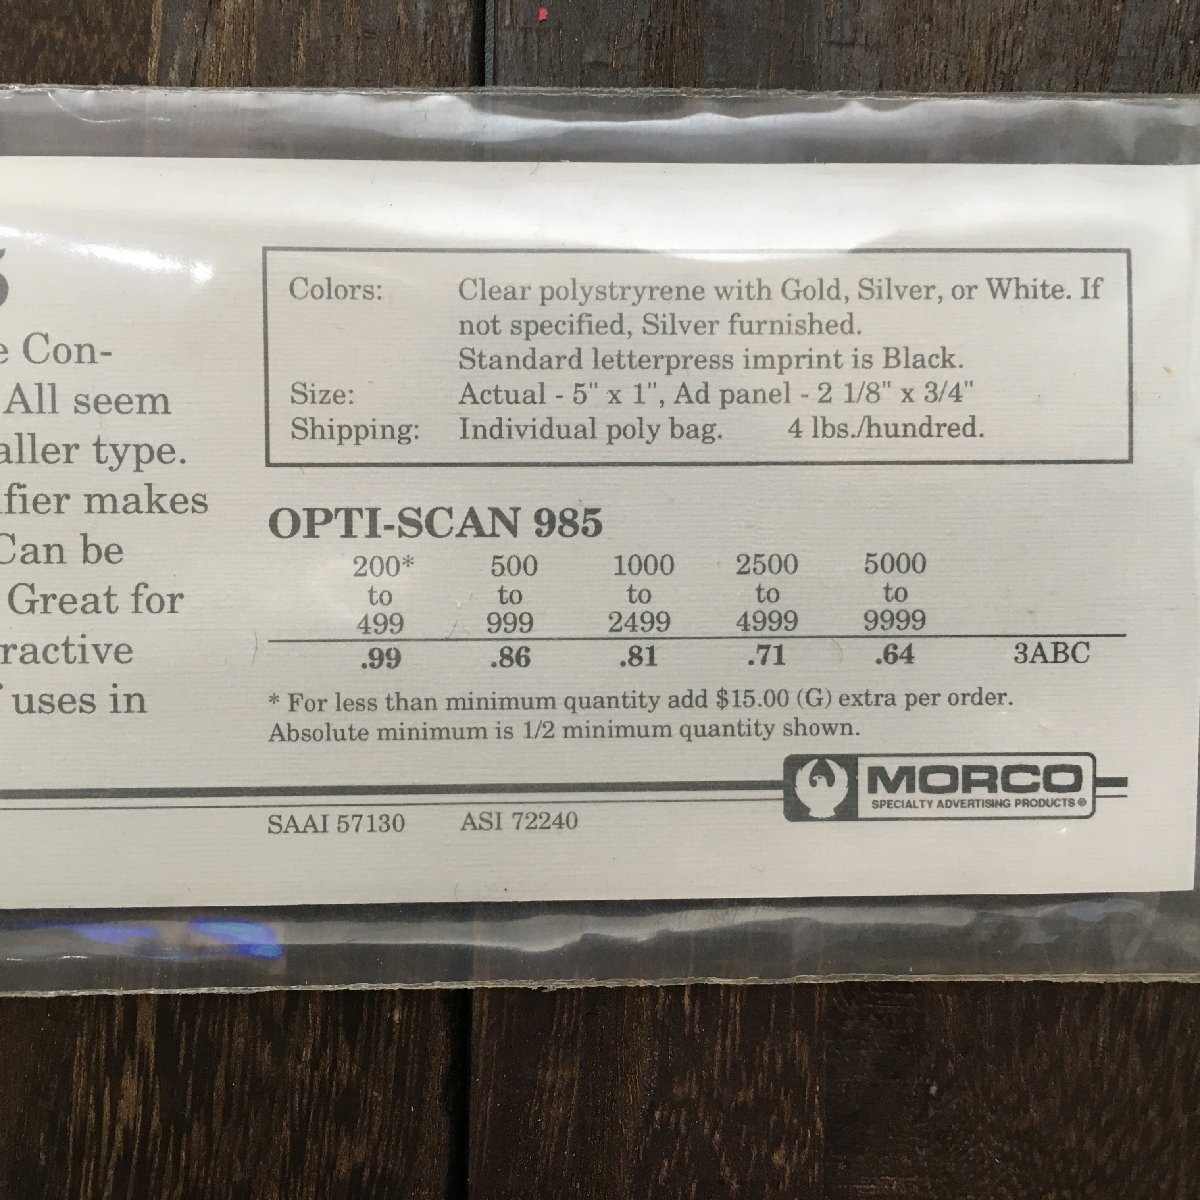 e Con-
All seem
aller type.
fier makes
Can be
Great for
ractive
uses in
Colors: Clear polystryrene with Gold, Silver, or White. If
not specified, Silver furnished.
Standard letterpress imprint is Black.
Size: Actual - 5" x 1", Ad panel - 2 1/8" x 3/4"
Shipping: Individual poly bag. 4 lbs./hundred.
OPTI-SCAN 985
200* 500 1000 2500 5000
to to to to to
499 999 2499 4999 9999
.99 .86 .81 .71 .64 3ABC
* For less than minimum quantity add $15.00 (G) extra per order.
Absolute minimum is 1/2 minimum quantity shown.
MORCO
SPECIALTY ADVERTISING PRODUCTS®
SAAI 57130 ASI 72240